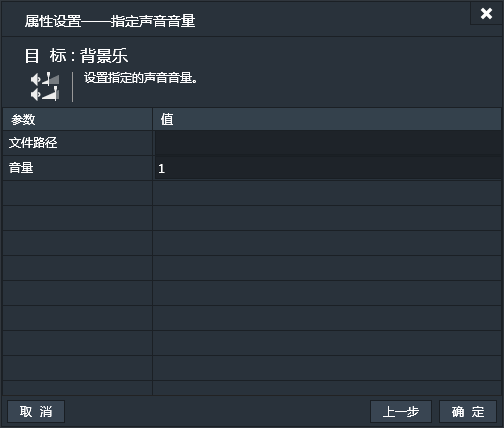 属性设置——指定声音音量
目 标 : 背景乐
设置指定的声音音量。
参数 值
文件路径
音量 1
取 消 上一步 确 定